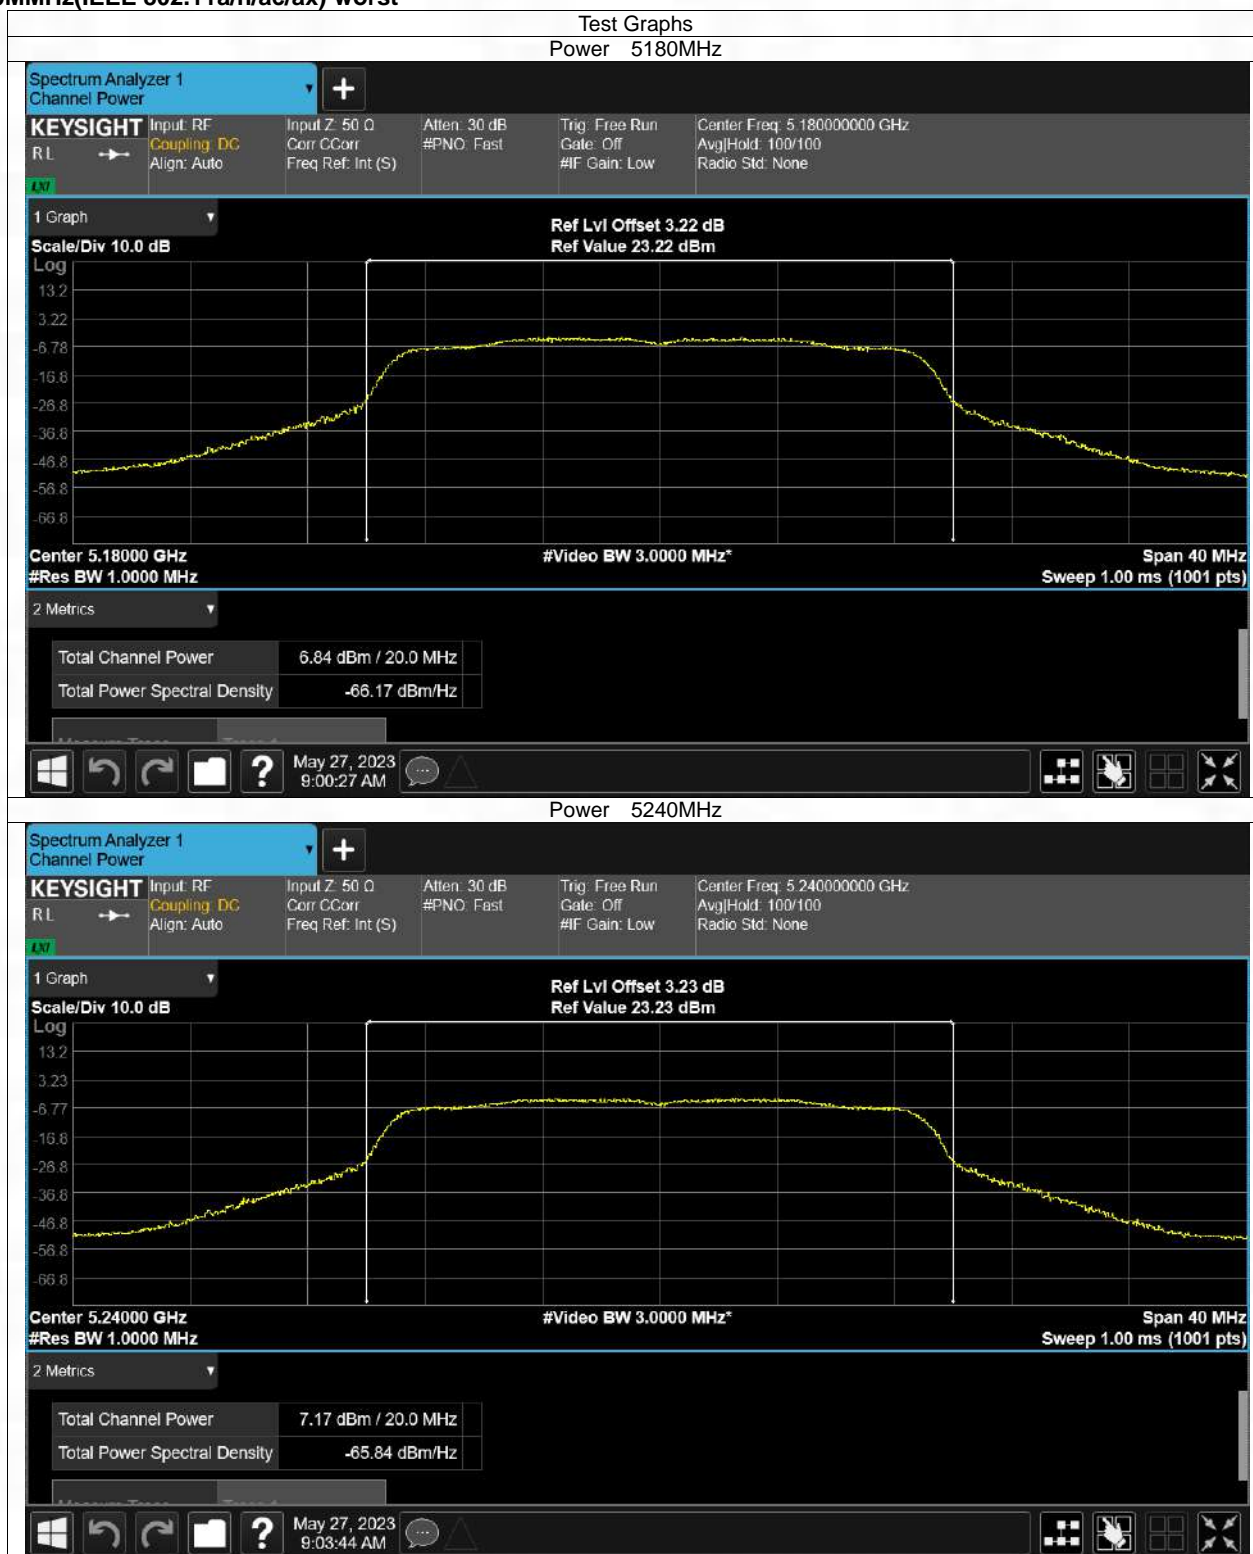 Test Graphs
Power 5180MHz
Spectrum Analyzer 1
Channel Power
KEYSIGHT Input: RF Input Z: 50 Ω Atten: 30 dB Trig: Free Run Center Freq: 5.180000000 GHz
RL Coupling: DC Corr CCorr #PNO: Fast Gate: Off Avg|Hold: 100/100
Align: Auto Freq Ref: Int (S) #IF Gain: Low Radio Std: None
LXI
1 Graph
Ref Lvl Offset 3.22 dB
Scale/Div 10.0 dB Ref Value 23.22 dBm
Log
13.2
3.22
-6.78
-16.8
-26.8
-36.8
-46.8
-56.8
-66.8
Center 5.18000 GHz #Video BW 3.0000 MHz* Span 40 MHz
#Res BW 1.0000 MHz Sweep 1.00 ms (1001 pts)
2 Metrics
Total Channel Power 6.84 dBm / 20.0 MHz
Total Power Spectral Density -66.17 dBm/Hz
May 27, 2023
9:00:27 AM
Power 5240MHz
Spectrum Analyzer 1
Channel Power
KEYSIGHT Input: RF Input Z: 50 Ω Atten: 30 dB Trig: Free Run Center Freq: 5.240000000 GHz
RL Coupling: DC Corr CCorr #PNO: Fast Gate: Off Avg|Hold: 100/100
Align: Auto Freq Ref: Int (S) #IF Gain: Low Radio Std: None
LXI
1 Graph
Ref Lvl Offset 3.23 dB
Scale/Div 10.0 dB Ref Value 23.23 dBm
Log
13.2
3.23
-6.77
-16.8
-26.8
-36.8
-46.8
-56.8
-66.8
Center 5.24000 GHz #Video BW 3.0000 MHz* Span 40 MHz
#Res BW 1.0000 MHz Sweep 1.00 ms (1001 pts)
2 Metrics
Total Channel Power 7.17 dBm / 20.0 MHz
Total Power Spectral Density -65.84 dBm/Hz
May 27, 2023
9:03:44 AM